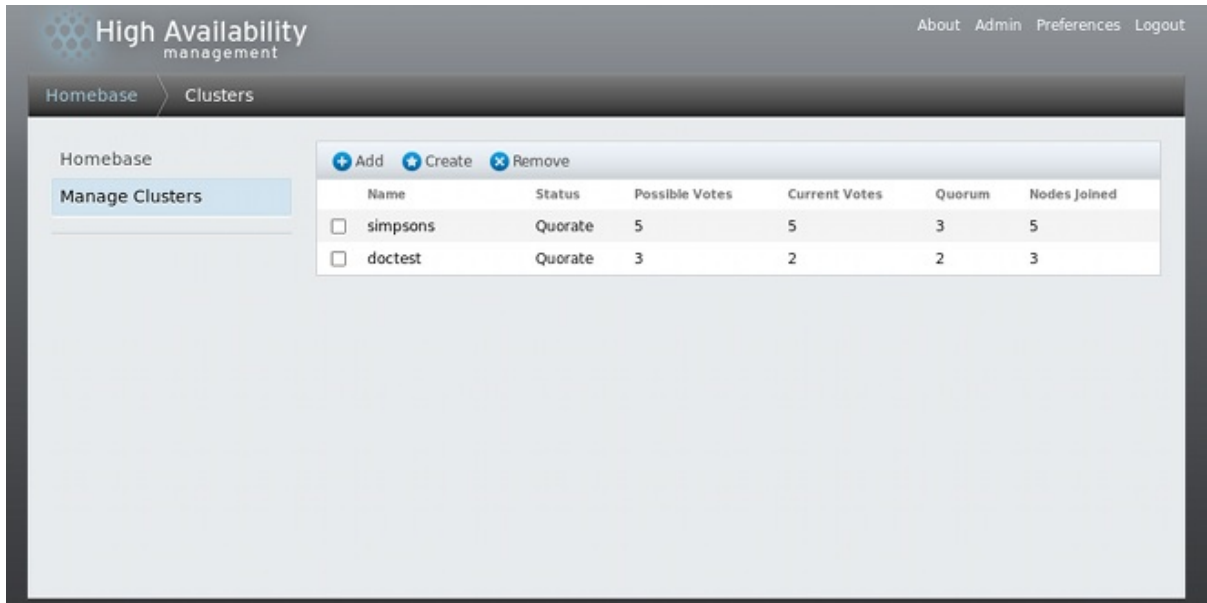 High Availability
management
About Admin Preferences Logout
Homebase Clusters
Homebase
Manage Clusters
Add Create Remove
Name Status Possible Votes Current Votes Quorum Nodes Joined
simpsons Quorate 5 5 3 5
doctest Quorate 3 2 2 3